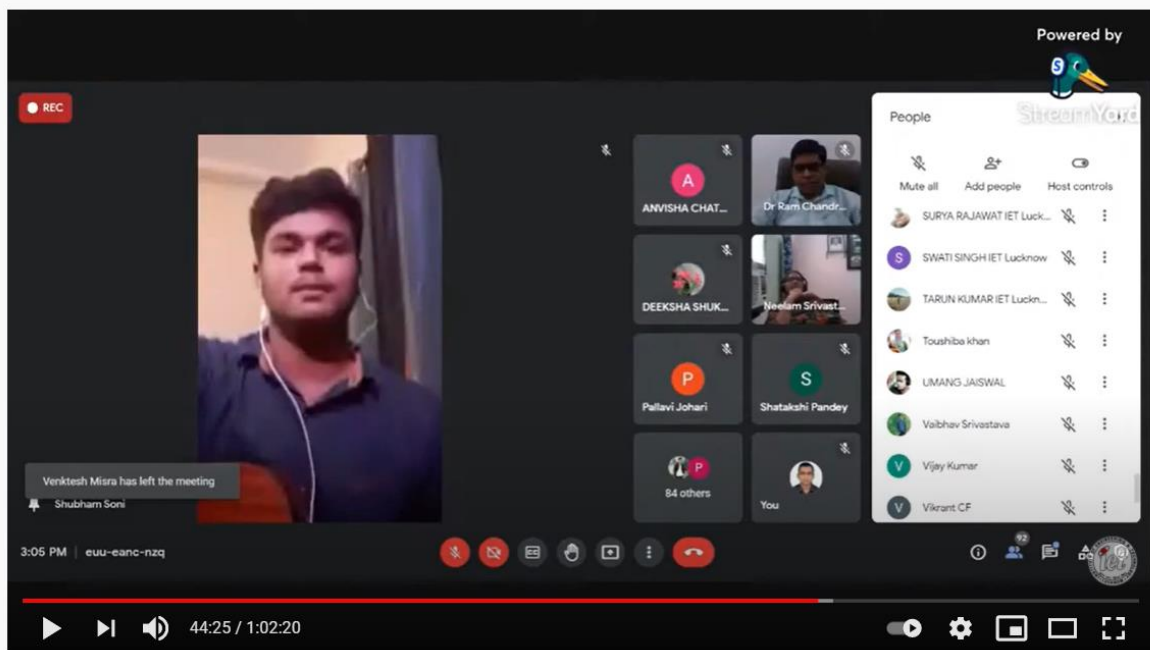 Powered by
StreamYard
REC
People
Mute all
Add people
Host controls
ANVISHA CHAT...
Dr Ram Chandr...
DEEKSHA SHUK...
Neelam Srivast...
Pallavi Johari
Shatakshi Pandey
84 others
You
SURYA RAJAWAT IET Luck...
SWATI SINGH IET Lucknow
TARUN KUMAR IET Luckn...
Toushiba khan
UMANG JAISWAL
Vaibhav Srivastava
Vijay Kumar
Vikrant CF
Venktesh Misra has left the meeting
Shubham Soni
3:05 PM | euu-eanc-nzq
92
44:25 / 1:02:20